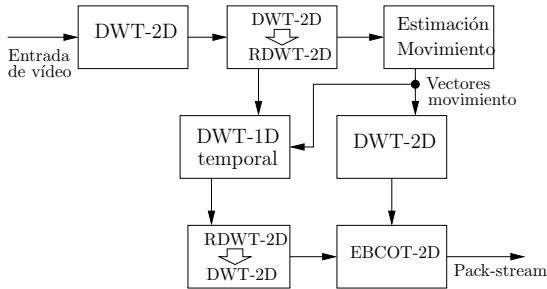 Entrada
de vídeo
DWT-2D
DWT-2D
RDWT-2D
Estimación
Movimiento
Vectores
movimiento
DWT-1D
temporal
DWT-2D
RDWT-2D
DWT-2D
EBCOT-2D
Pack-stream